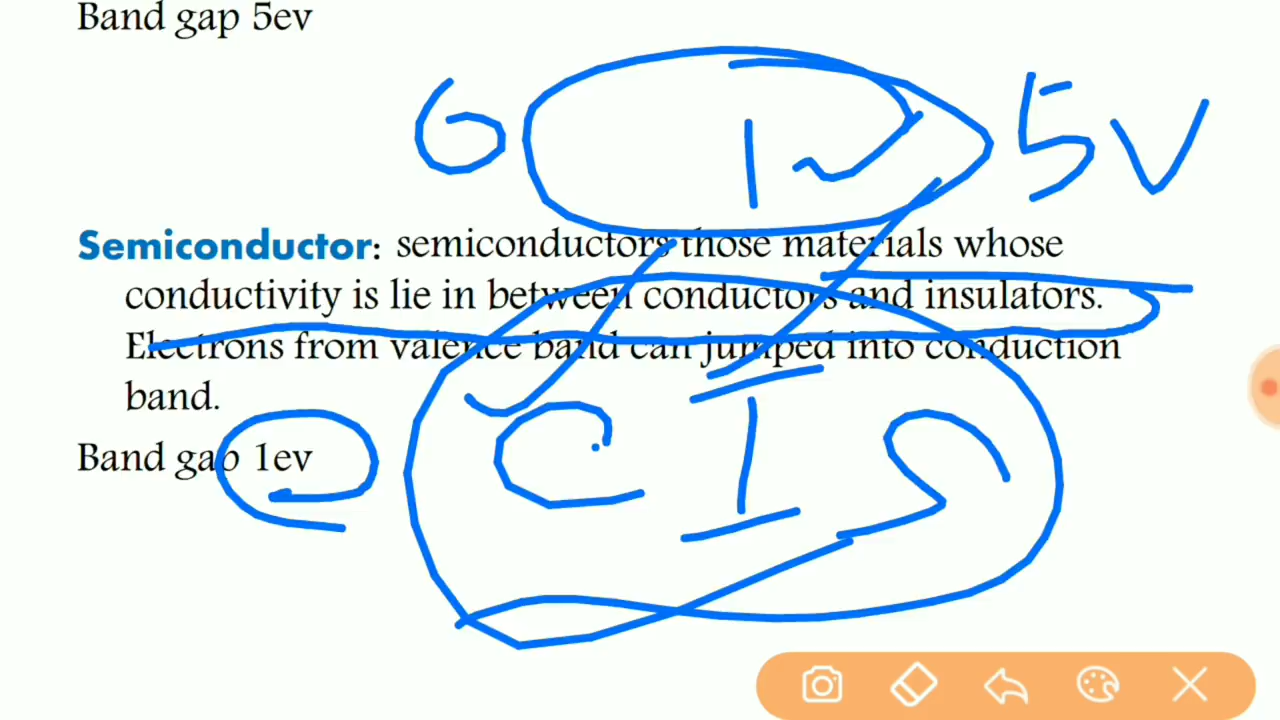 Band gap 5ev
6 1 5V
Semiconductor: semiconductors those materials whose
conductivity is lie in between conductors and insulators.
Electrons from valence band can jumped into conduction
band.
Band gap 1ev
C I S